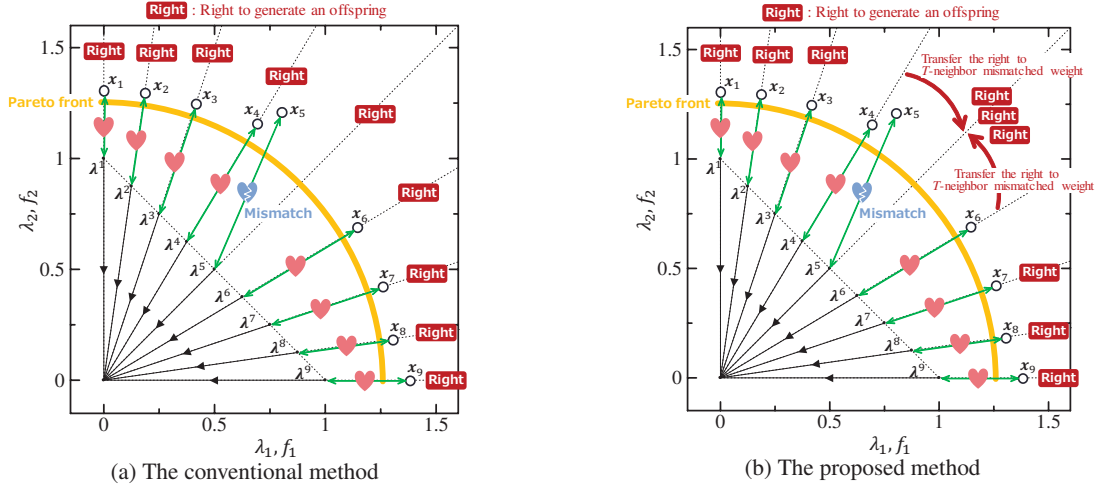 Right : Right to generate an offspring
Right Right Right Right Right Right Right Right Right
Pareto front
Mismatch
x1 x2 x3 x4 x5 x6 x7 x8 x9
λ1 λ2 λ3 λ4 λ5 λ6 λ7 λ8 λ9
λ2, f2
1.5
1
0.5
0
0 0.5 1 1.5
λ1, f1
(a) The conventional method
Right : Right to generate an offspring
Right Right Right
Transfer the right to
T-neighbor mismatched weight
Right
Right
Right
Transfer the right to
T-neighbor mismatched weight
Right Right Right
Pareto front
Mismatch
x1 x2 x3 x4 x5 x6 x7 x8 x9
λ1 λ2 λ3 λ4 λ5 λ6 λ7 λ8 λ9
λ2, f2
1.5
1
0.5
0
0 0.5 1 1.5
λ1, f1
(b) The proposed method